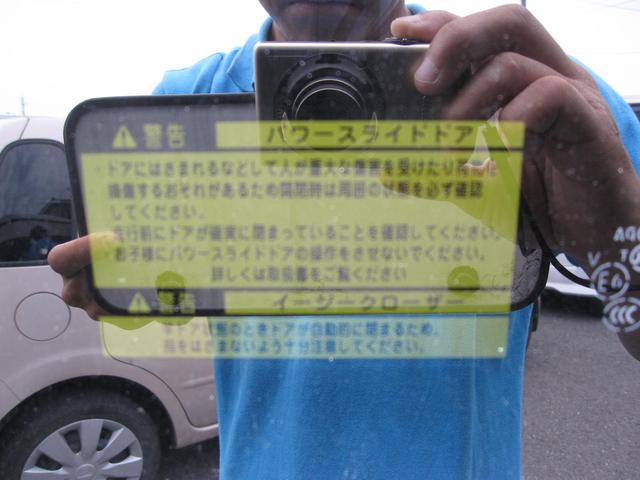 警告 パワースライドドア
・ドアにはさまれるなどして人が重大な傷害を受けたり
損傷するおそれがあるため開閉時は周囲の状態を必ず確認
してください。
走行前にドアが確実に閉まっていることを確認してください。
・お子様にパワースライドドアの操作をさせないでください。
詳しくは取扱書をご覧ください
警告 イージークローザー
のときドアが自動的に閉まるため、
指をはさまないよう十分注意してください。